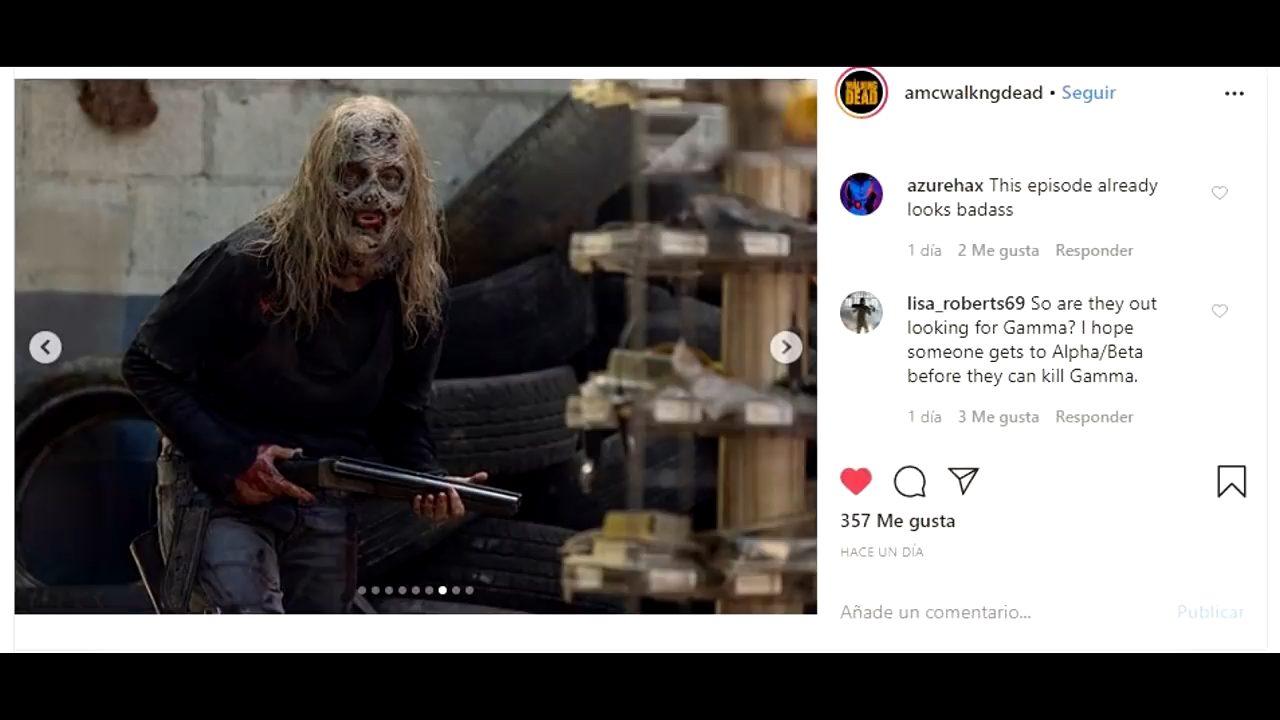 WALKING
DEAD
amcwalkngdead • Seguir
azurehax This episode already
looks badass
1 día 2 Me gusta Responder
lisa_roberts69 So are they out
looking for Gamma? I hope
someone gets to Alpha/Beta
before they can kill Gamma.
1 día 3 Me gusta Responder
357 Me gusta
HACE UN DÍA
Añade un comentario... Publicar